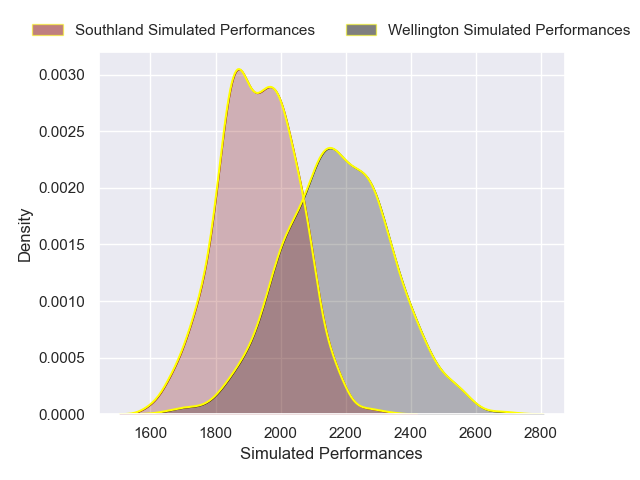 Southland Simulated Performances
Wellington Simulated Performances
0.0030
0.0025
0.0020
0.0015
0.0010
0.0005
0.0000
Density
1600 1800 2000 2200 2400 2600 2800
Simulated Performances